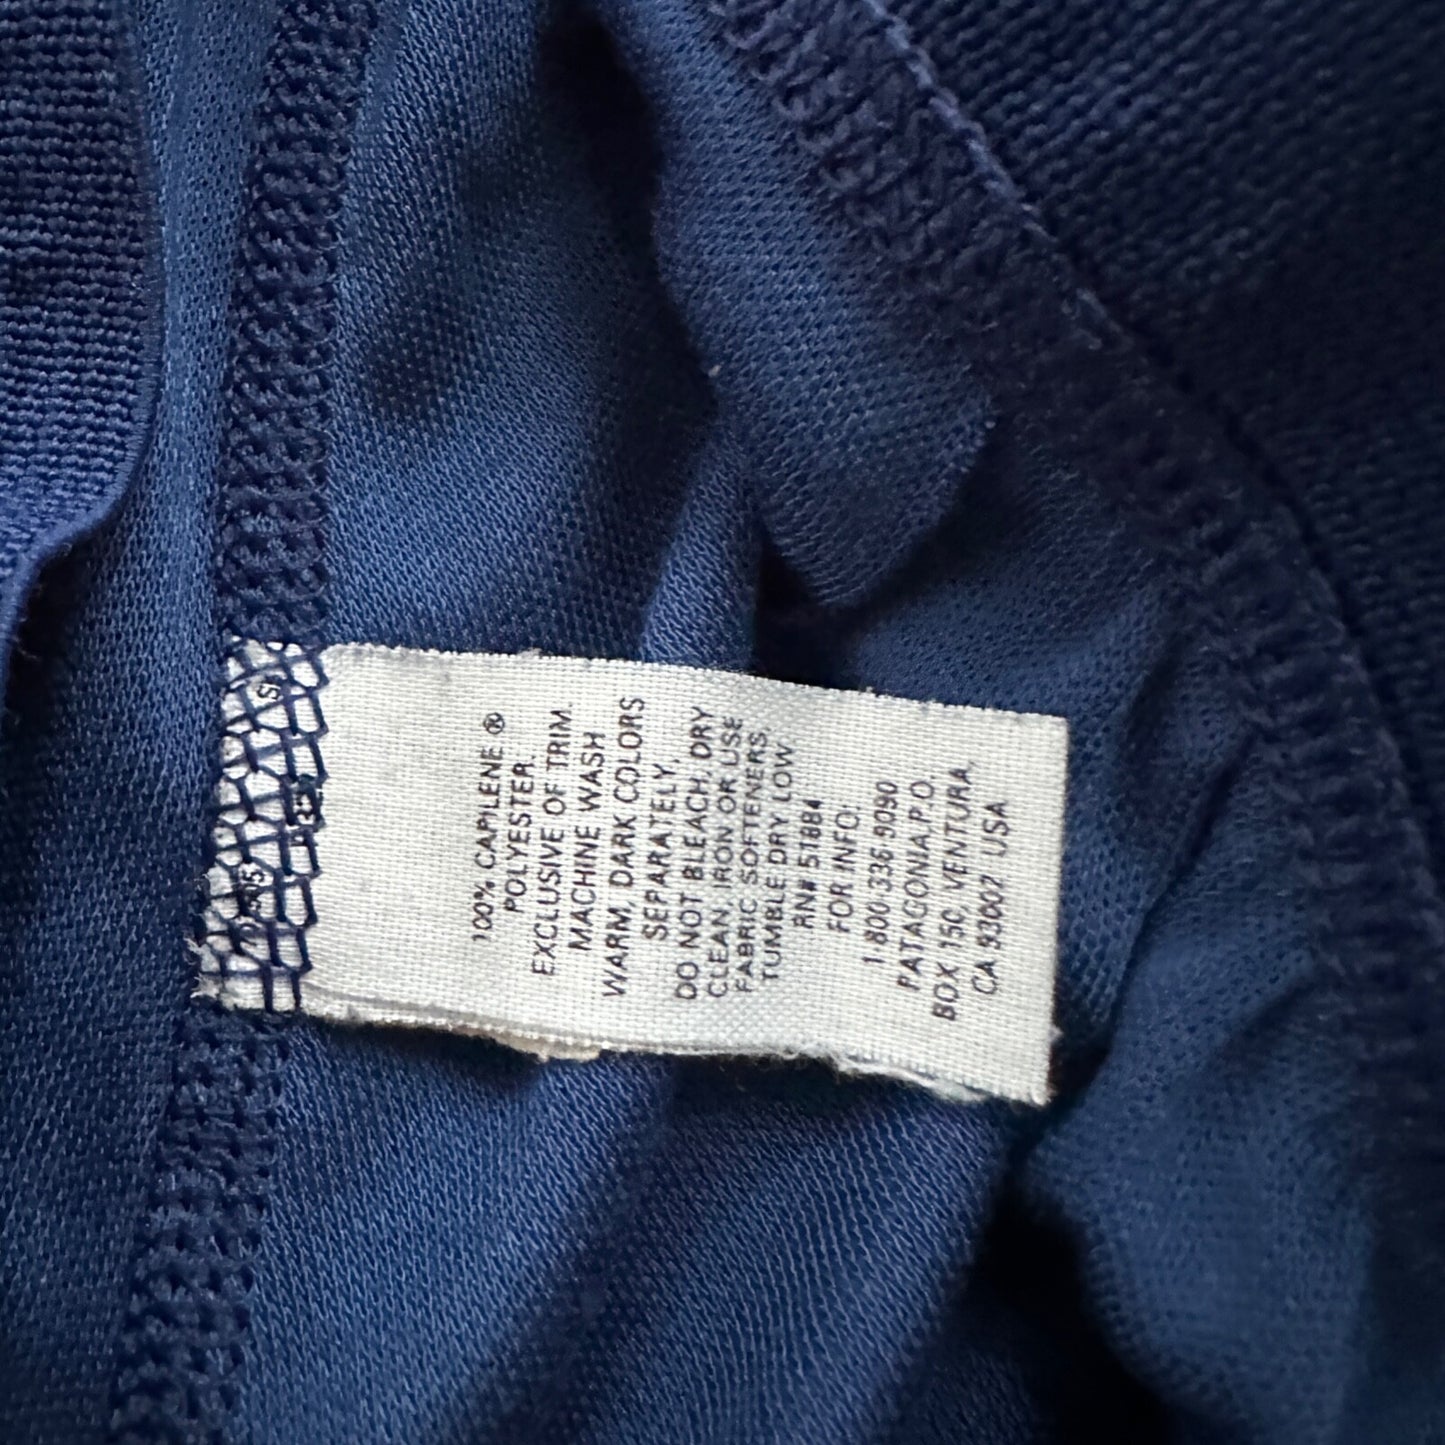 100% CAPILENE ®
POLYESTER.
EXCLUSIVE OF TRIM.
MACHINE WASH
WARM, DARK COLORS
SEPARATELY,
DO NOT BLEACH, DRY
CLEAN, IRON OR USE
FABRIC SOFTENERS,
TUMBLE DRY LOW
RN# 51884
FOR INFO:
1-800-336-9090
PATAGONIA, P.O.
BOX 150, VENTURA,
CA 93002 USA